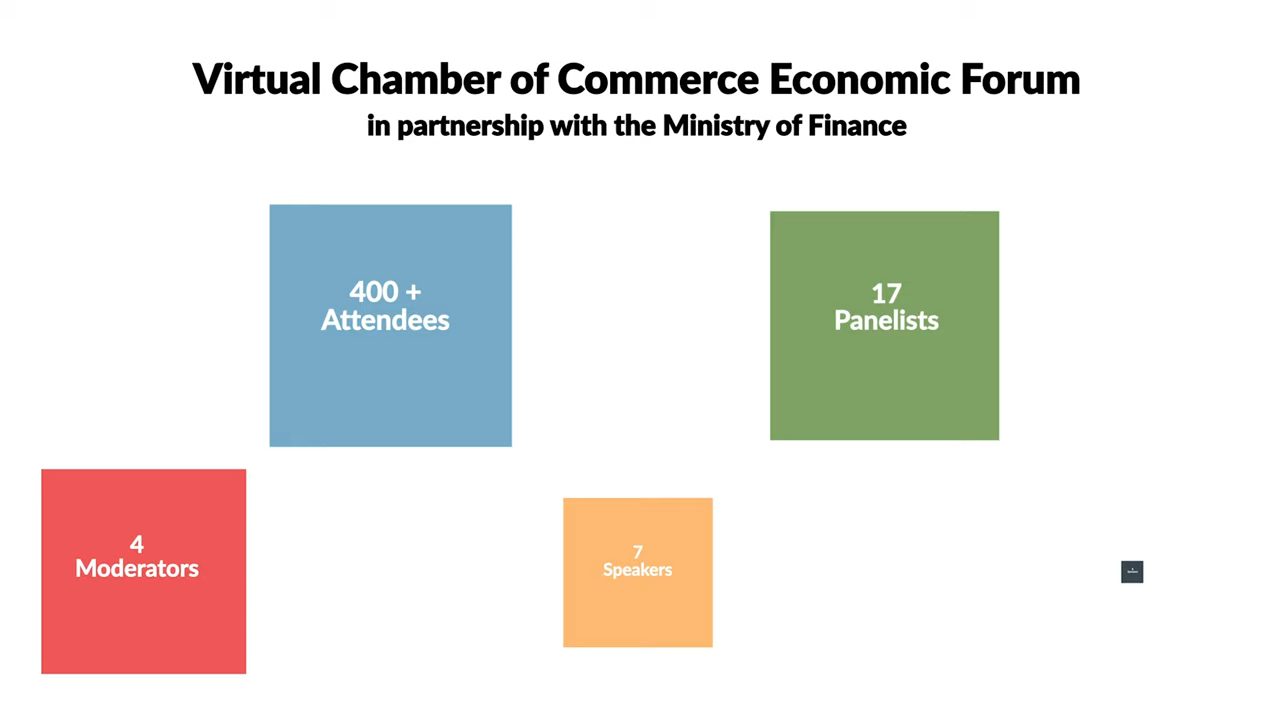 Virtual Chamber of Commerce Economic Forum
in partnership with the Ministry of Finance
400 +
Attendees
17
Panelists
4
Moderators
7
Speakers